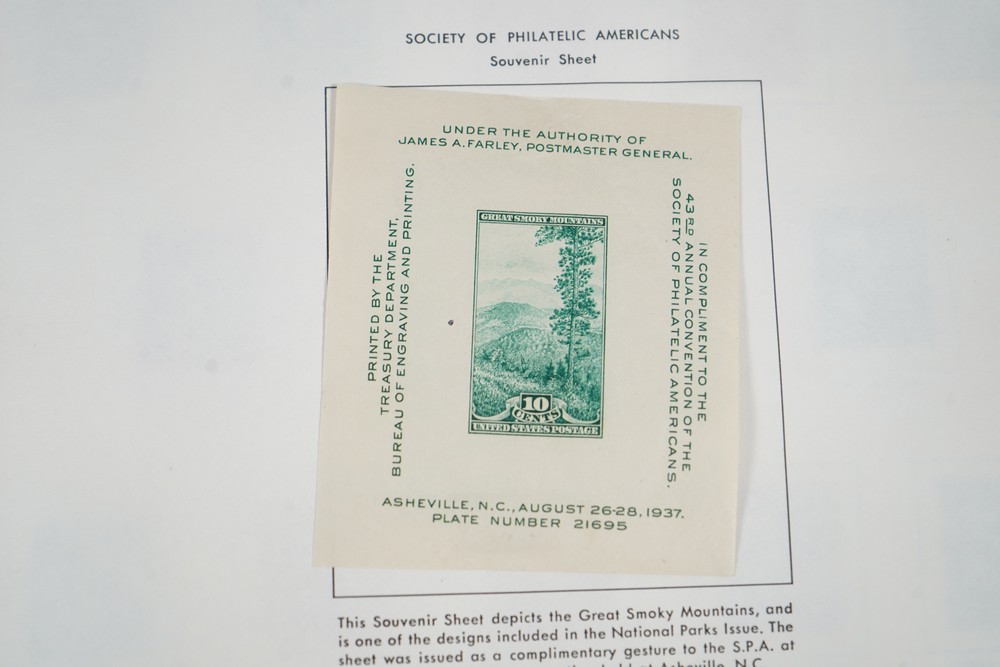 SOCIETY OF PHILATELIC AMERICANS
Souvenir Sheet
UNDER THE AUTHORITY OF
JAMES A. FARLEY, POSTMASTER GENERAL.
PRINTED BY THE
TREASURY DEPARTMENT,
BUREAU OF ENGRAVING AND PRINTING.
GREAT SMOKY MOUNTAINS
10
CENTS
UNITED STATES POSTAGE
IN COMPLIMENT TO THE
43RD ANNUAL CONVENTION OF THE
SOCIETY OF PHILATELIC AMERICANS.
ASHEVILLE, N.C., AUGUST 26-28, 1937.
PLATE NUMBER 21695
This Souvenir Sheet depicts the Great Smoky Mountains, and
is one of the designs included in the National Parks Issue. The
sheet was issued as a complimentary gesture to the S.P.A. at
held at Asheville, N.C.